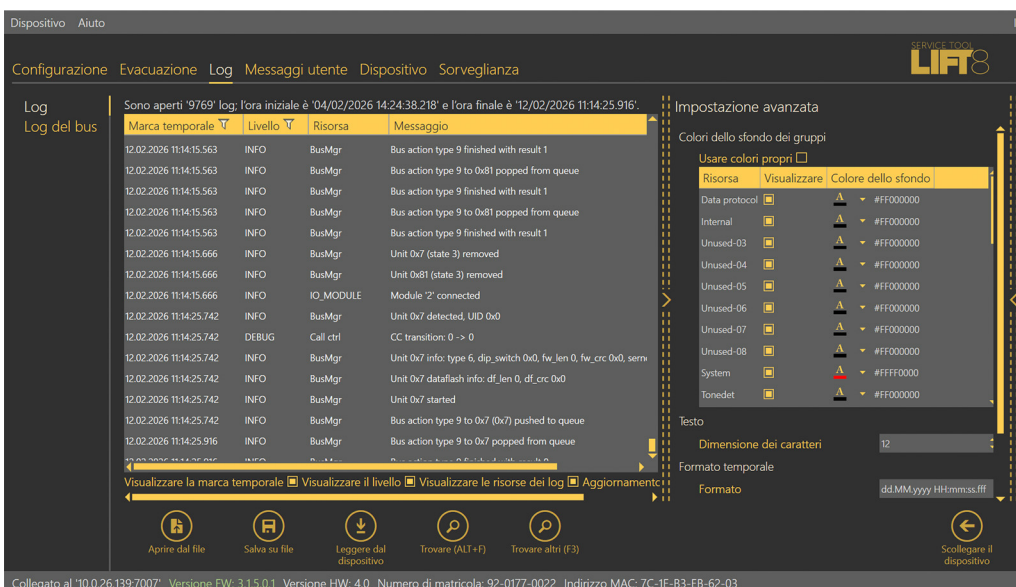 Dispositivo Aiuto
SERVICE TOOL
LIFT8
Configurazione Evacuazione Log Messaggi utente Dispositivo Sorveglianza
Log
Log del bus
Sono aperti '9769' log; l'ora iniziale è '04/02/2026 14:24:38.218' e l'ora finale è '12/02/2026 11:14:25.916'.
Marca temporale Livello Risorsa Messaggio
12.02.2026 11:14:15.563 INFO BusMgr Bus action type 9 finished with result 1
12.02.2026 11:14:15.563 INFO BusMgr Bus action type 9 to 0x81 popped from queue
12.02.2026 11:14:15.563 INFO BusMgr Bus action type 9 finished with result 1
12.02.2026 11:14:15.563 INFO BusMgr Bus action type 9 to 0x81 popped from queue
12.02.2026 11:14:15.563 INFO BusMgr Bus action type 9 finished with result 1
12.02.2026 11:14:15.666 INFO BusMgr Unit 0x7 (state 3) removed
12.02.2026 11:14:15.666 INFO BusMgr Unit 0x81 (state 3) removed
12.02.2026 11:14:15.666 INFO IO_MODULE Module '2' connected
12.02.2026 11:14:25.742 INFO BusMgr Unit 0x7 detected, UID 0x0
12.02.2026 11:14:25.742 DEBUG Call ctrl CC transition: 0 -> 0
12.02.2026 11:14:25.742 INFO BusMgr Unit 0x7 info: type 6, dip_switch 0x0, fw_len 0, fw_crc 0x0, sern
12.02.2026 11:14:25.742 INFO BusMgr Unit 0x7 dataflash info: df_len 0, df_crc 0x0
12.02.2026 11:14:25.742 INFO BusMgr Unit 0x7 started
12.02.2026 11:14:25.742 INFO BusMgr Bus action type 9 to 0x7 (0x7) pushed to queue
12.02.2026 11:14:25.916 INFO BusMgr Bus action type 9 to 0x7 popped from queue
Visualizzare la marca temporale Visualizzare il livello Visualizzare le risorse dei log Aggiornamento
Aprire dal file
Salva su file
Leggere dal dispositivo
Trovare (ALT+F)
Trovare altri (F3)
Impostazione avanzata
Colori dello sfondo dei gruppi
Usare colori propri
Risorsa Visualizzare Colore dello sfondo
Data protocol A #FF000000
Internal A #FF000000
Unused-03 A #FF000000
Unused-04 A #FF000000
Unused-05 A #FF000000
Unused-06 A #FF000000
Unused-07 A #FF000000
Unused-08 A #FF000000
System A #FFFF0000
Tonedet A #FF000000
Testo
Dimensione dei caratteri 12
Formato temporale
Formato dd.MM.yyyy HH:mm:ss.fff
Scollegare il dispositivo
Collegato al '10.0.26.139:7007' Versione FW: 3.15.0.1 Versione HW: 4.0 Numero di matricola: 92-0177-0022 Indirizzo MAC: 7C-1E-B3-EB-62-03